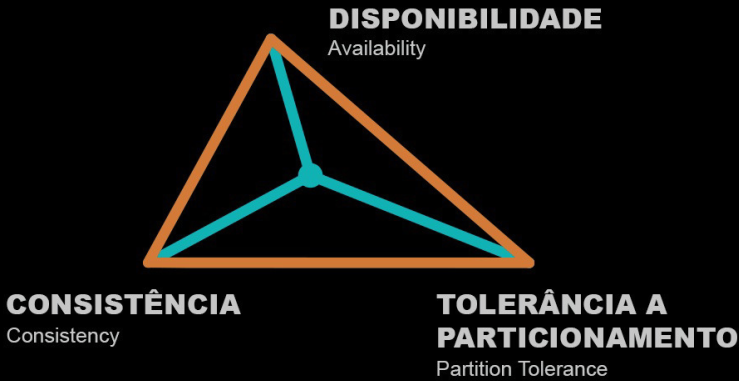 DISPONIBILIDADE
Availability
CONSISTÊNCIA
Consistency
TOLERÂNCIA A
PARTICIONAMENTO
Partition Tolerance